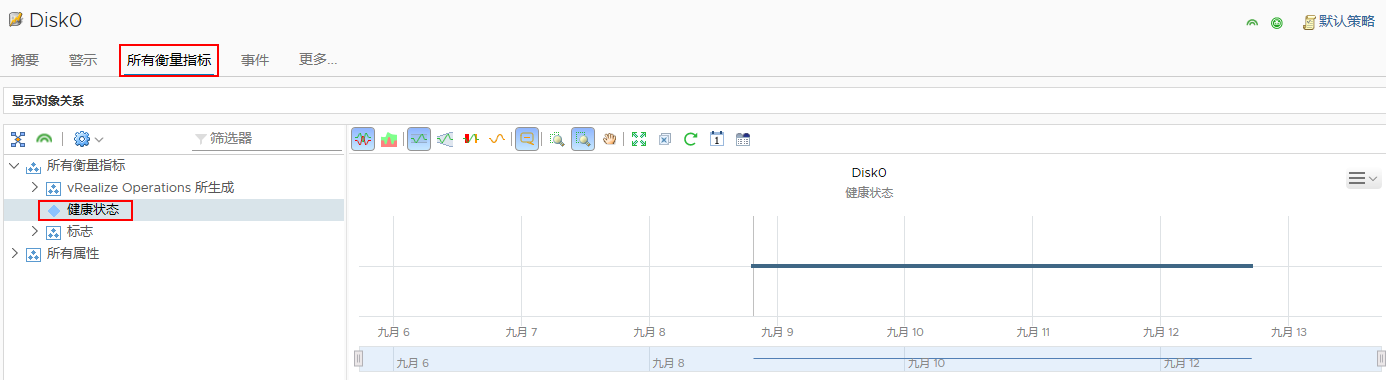 Disk0
默认策略
摘要 警示 所有衡量指标 事件 更多...
显示对象关系
筛选器
所有衡量指标
vRealize Operations 所生成
健康状态
标志
所有属性
1
Disk0
健康状态
九月 6 九月 7 九月 8 九月 9 九月 10 九月 11 九月 12 九月 13
九月 6 九月 8 九月 10 九月 12